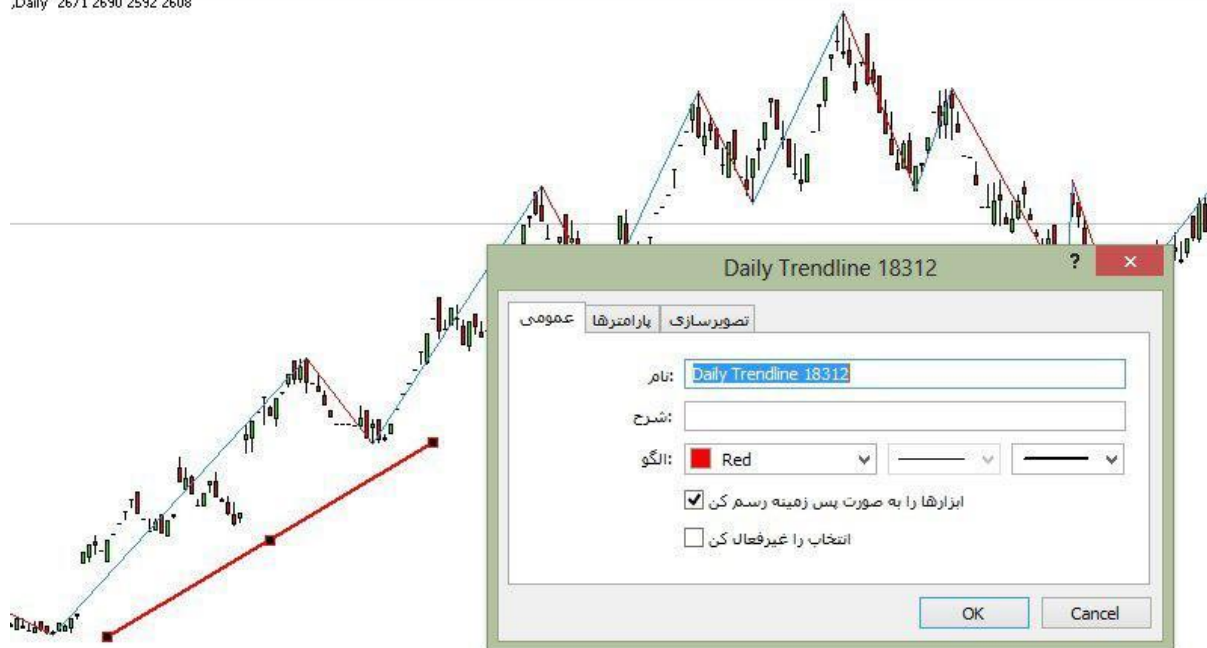 ,Daily 2671 2690 2592 2608
Daily Trendline 18312
? ×
عمومی پارامترها تصویرسازی
نام: Daily Trendline 18312
شرح:
الگو: Red
ابزارها را به صورت پس زمینه رسم کن
انتخاب را غیرفعال کن
OK Cancel